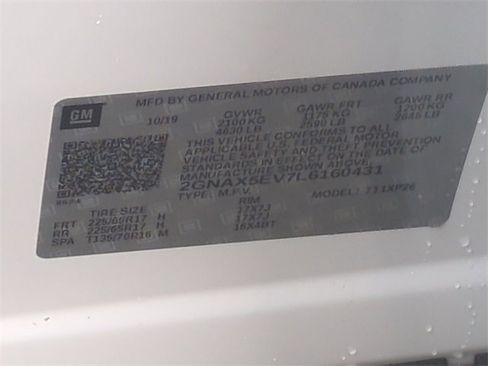 MFD BY GENERAL MOTORS OF CANADA COMPANY
GM
10/19
GVWR GAWR FRT GAWR RR
2100 KG 1175 KG 1200 KG
4630 LB 2590 LB 2645 LB
THIS VEHICLE CONFORMS TO ALL
APPLICABLE U.S. FEDERAL MOTOR
VEHICLE SAFETY AND THEFT PREVENTION
STANDARDS IN EFFECT ON THE DATE OF
MANUFACTURE SHOWN ABOVE.
2GNAX5EV7L6160431
TYPE: M.P.V. MODEL: 1XP26
TIRE SIZE RIM
FRT 225/65R17 H 17X7J
RR 225/65R17 H 17X7J
SPA T135/70R16 M 16X4BT